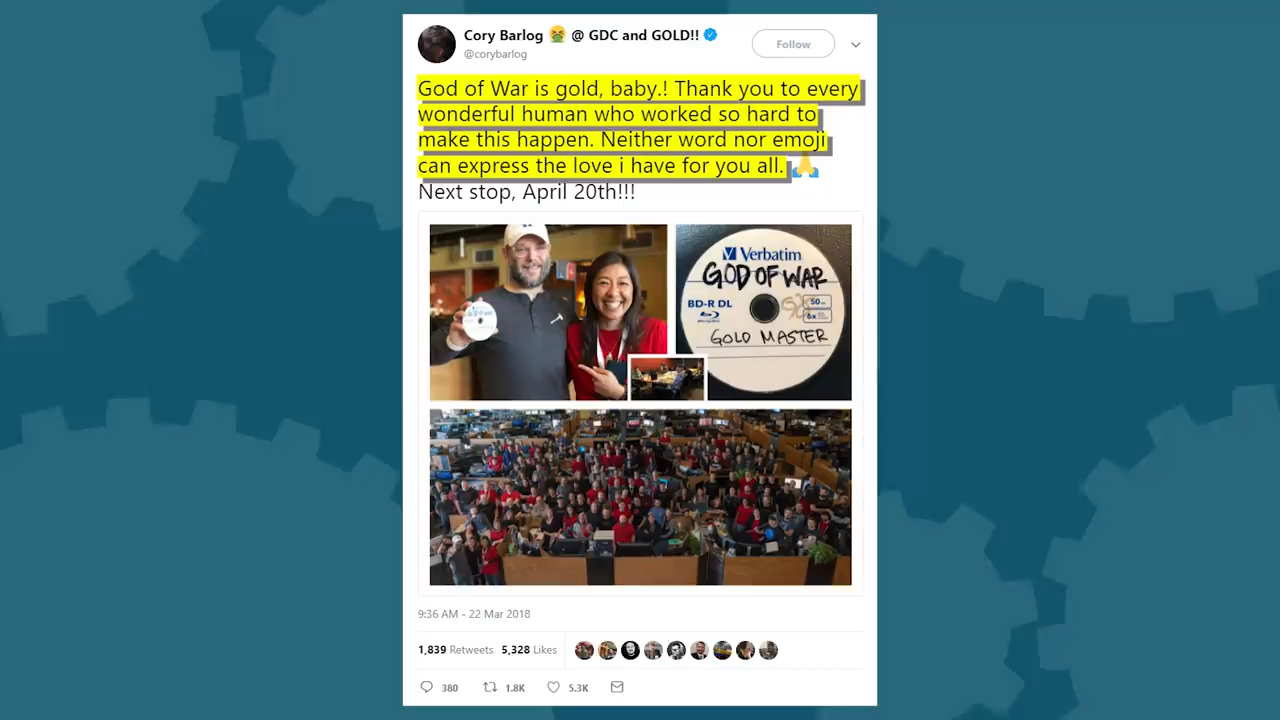 Cory Barlog 🤮 @ GDC and GOLD!!
@corybarlog
Follow
God of War is gold, baby.! Thank you to every
wonderful human who worked so hard to
make this happen. Neither word nor emoji
can express the love i have for you all. 🙏
Next stop, April 20th!!!
Verbatim
GOD OF WAR
BD-R DL
50
6x
GOLD MASTER
9:36 AM - 22 Mar 2018
1,839 Retweets 5,328 Likes
380 1.8K 5.3K